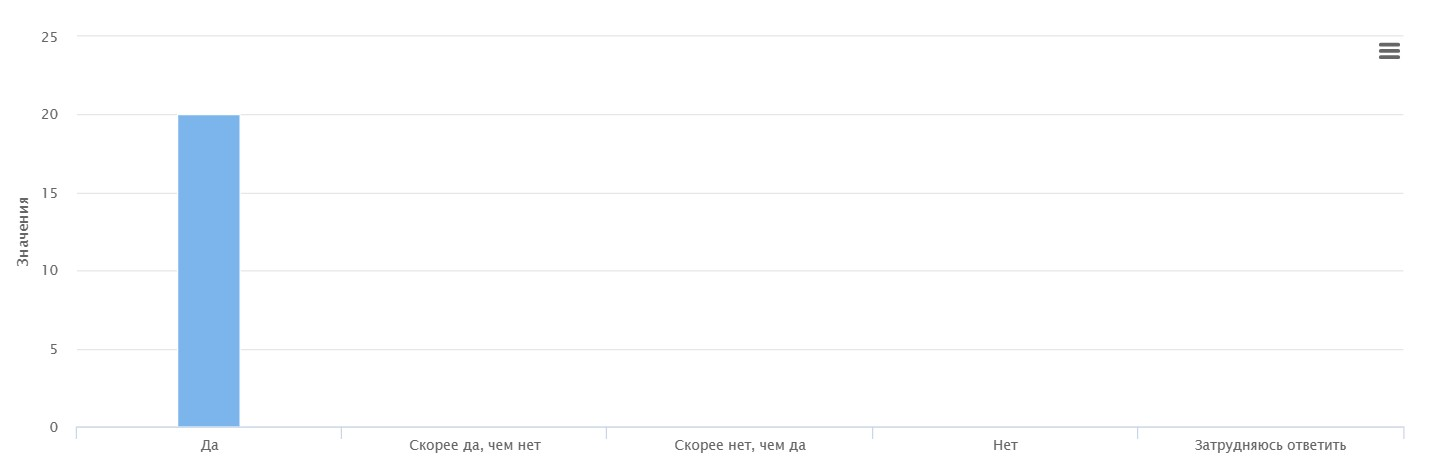 25
20
15
10
5
0
Значения
Да
Скорее да, чем нет
Скорее нет, чем да
Нет
Затрудняюсь ответить